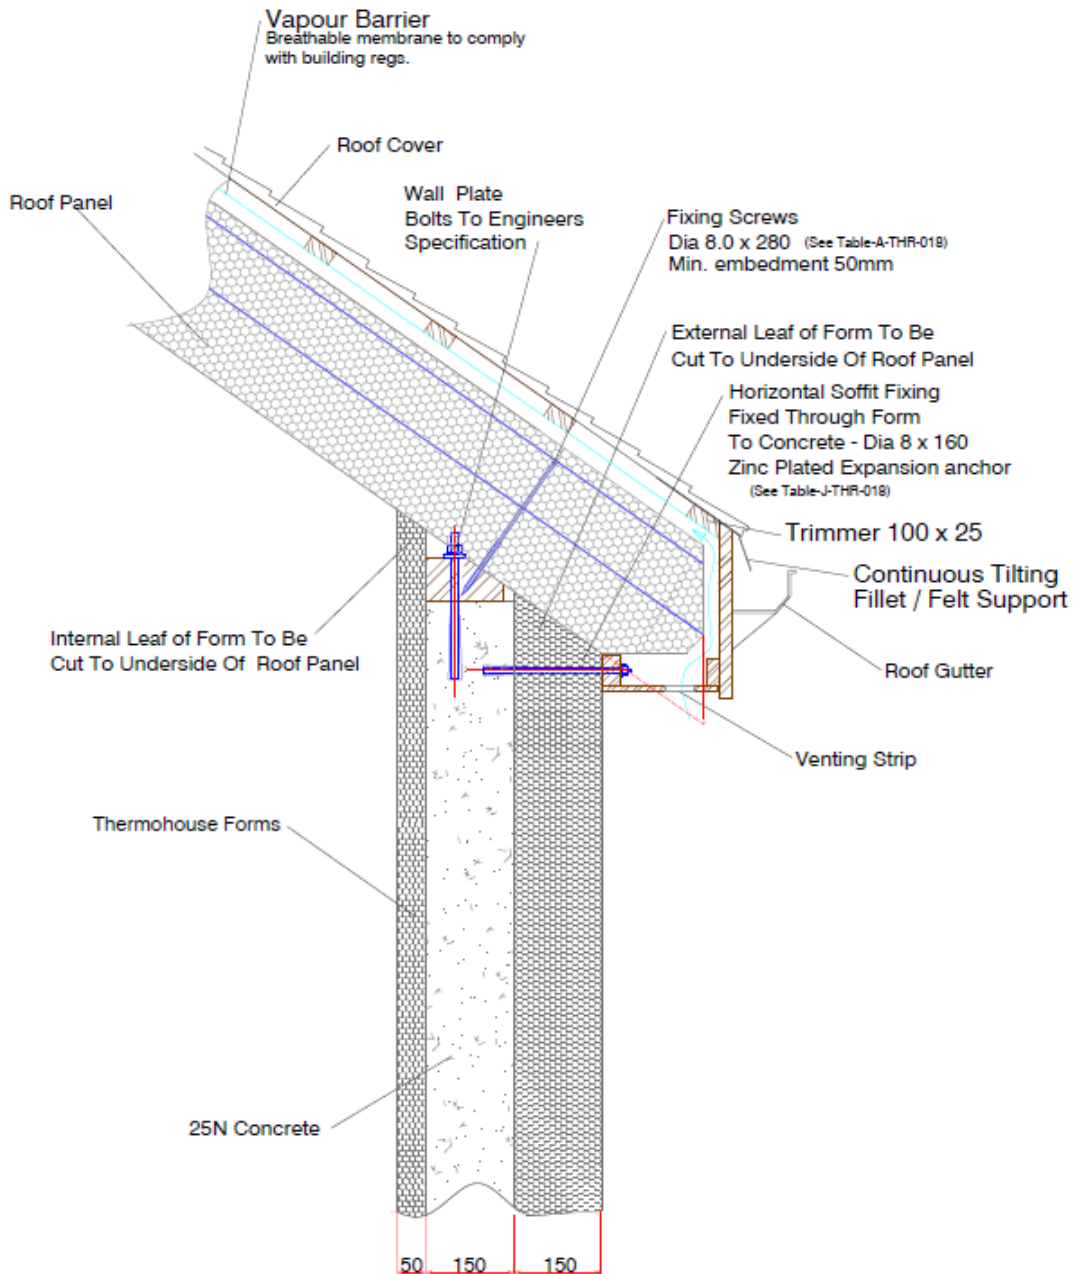 Vapour Barrier
Breathable membrane to comply
with building regs.
Roof Cover
Roof Panel
Wall Plate
Bolts To Engineers
Specification
Fixing Screws
Dia 8.0 x 280 (See Table-A-THR-018)
Min. embedment 50mm
External Leaf of Form To Be
Cut To Underside Of Roof Panel
Horizontal Soffit Fixing
Fixed Through Form
To Concrete - Dia 8 x 160
Zinc Plated Expansion anchor
(See Table-J-THR-018)
Trimmer 100 x 25
Continuous Tilting
Fillet / Felt Support
Internal Leaf of Form To Be
Cut To Underside Of Roof Panel
Roof Gutter
Venting Strip
Thermohouse Forms
25N Concrete
50 150 150